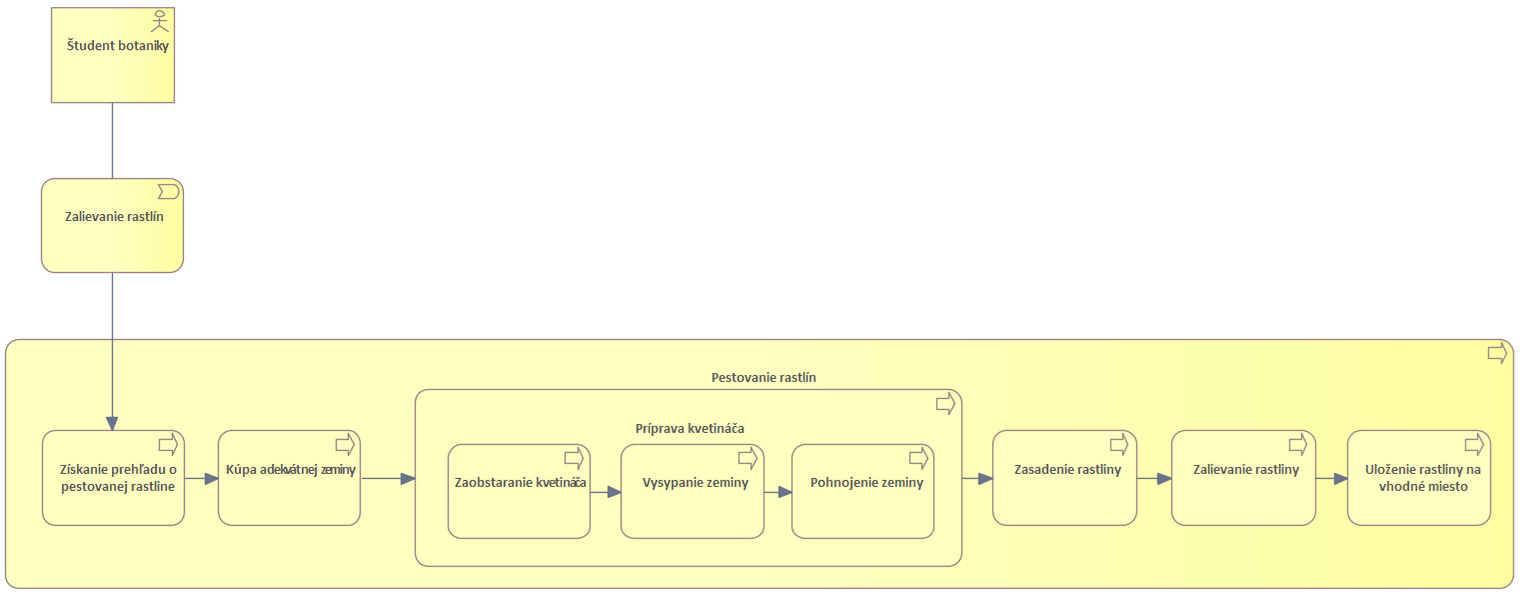 Študent botaniky
Zalievanie rastlín
Pestovanie rastlín
Príprava kvetináča
Získanie prehľadu o
pestovanej rastline
Kúpa adekvátnej zeminy
Zaobstaranie kvetináča
Vysypanie zeminy
Pohnojenie zeminy
Zasadenie rastliny
Zalievanie rastliny
Uloženie rastliny na
vhodné miesto